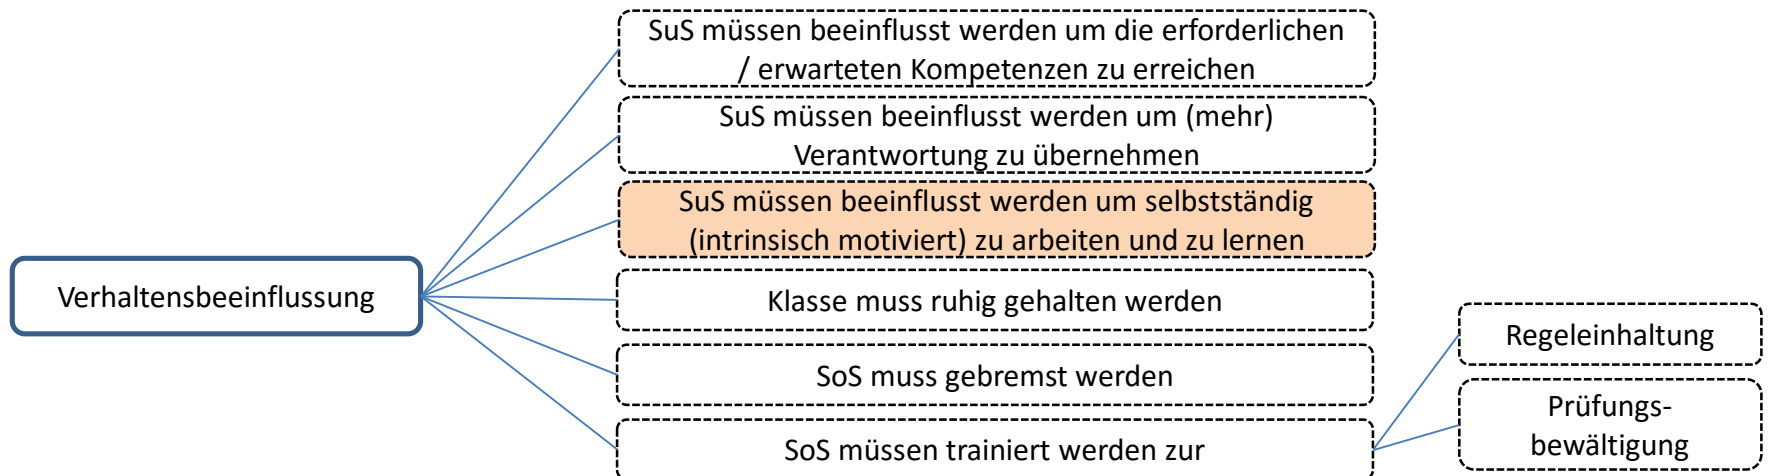 SuS müssen beeinflusst werden um die erforderlichen
/ erwarteten Kompetenzen zu erreichen
SuS müssen beeinflusst werden um (mehr)
Verantwortung zu übernehmen
SuS müssen beeinflusst werden um selbstständig
(intrinsisch motiviert) zu arbeiten und zu lernen
Verhaltensbeeinflussung
Klasse muss ruhig gehalten werden
SoS muss gebremst werden
SoS müssen trainiert werden zur
Regeleinhaltung
Prüfungs-
bewältigung